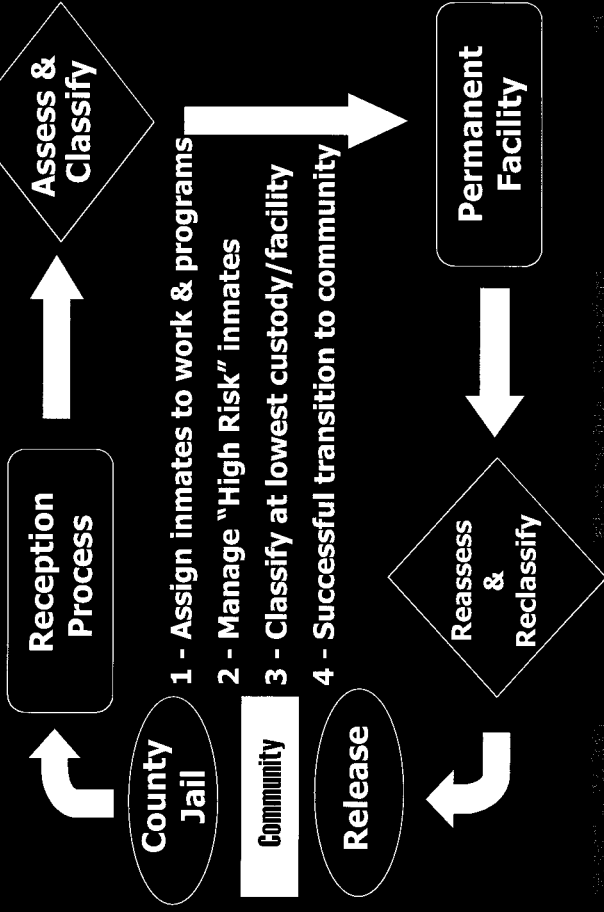 Reception
Process
Assess &
Classify
County
Jail
1 - Assign inmates to work & programs
2 - Manage “High Risk” inmates
Community
3 - Classify at lowest custody/facility
4 - Successful transition to community
Release
Reassess
&
Reclassify
Permanent
Facility